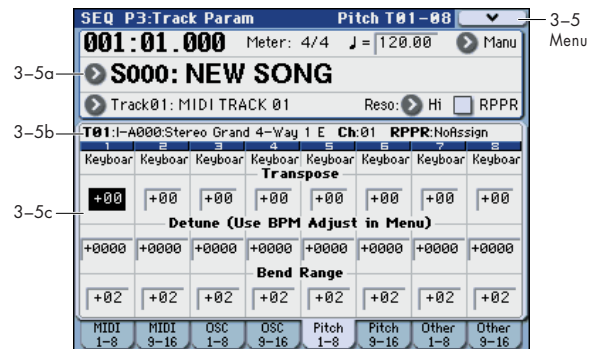 SEQ P3:Track Param Pitch T01-08
3–5
Menu
001:01.000 Meter: 4/4 ♩= 120.00 Manu
3–5a
S000: NEW SONG
Track01: MIDI TRACK 01 Reso: Hi RPPR
3–5b
T01:I-A000:Stereo Grand 4-Way 1 E Ch:01 RPPR:NoAssign
1 2 3 4 5 6 7 8
Keyboar Keyboar Keyboar Keyboar Keyboar Keyboar Keyboar Keyboar
Transpose
3–5c
+00 +00 +00 +00 +00 +00 +00 +00
Detune (Use BPM Adjust in Menu)
+0000 +0000 +0000 +0000 +0000 +0000 +0000 +0000
Bend Range
+02 +02 +02 +02 +02 +02 +02 +02
MIDI MIDI OSC OSC Pitch Pitch Other Other
1-8 9-16 1-8 9-16 1-8 9-16 1-8 9-16